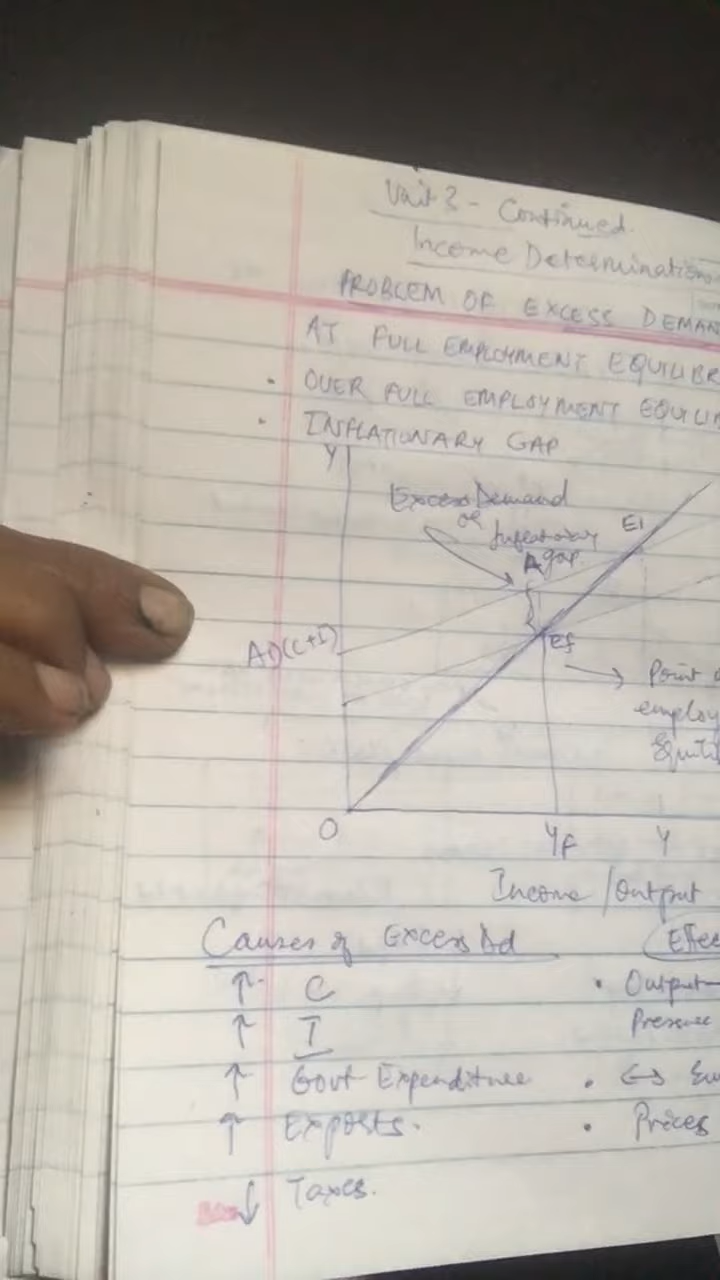 Unit 3 - Continued.
Income Determination
PROBLEM OF EXCESS DEMAN
AT FULL EMPLOYMENT EQUILIBR
• OVER FULL EMPLOYMENT EQUILIB
• INFLATIONARY GAP
Y
Excess Demand
or Inflationary
gap
A
E1
AD(C+I)
Ef
Point
employ
Equili
O
Yf Y
Income/Output
Causes of Excess Ad
Effec
↑ C
• Output
↑ I
↑ Govt Expenditure
• ↔
↑ Exports.
• Prices
↓ Taxes.